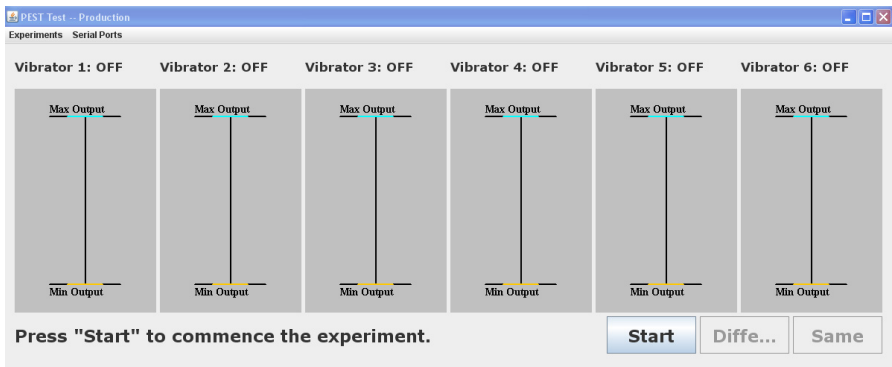 PEST Test -- Production
Experiments Serial Ports
Vibrator 1: OFF Vibrator 2: OFF Vibrator 3: OFF Vibrator 4: OFF Vibrator 5: OFF Vibrator 6: OFF
Max Output Max Output Max Output Max Output Max Output Max Output
Min Output Min Output Min Output Min Output Min Output Min Output
Press "Start" to commence the experiment. Start Diffe... Same